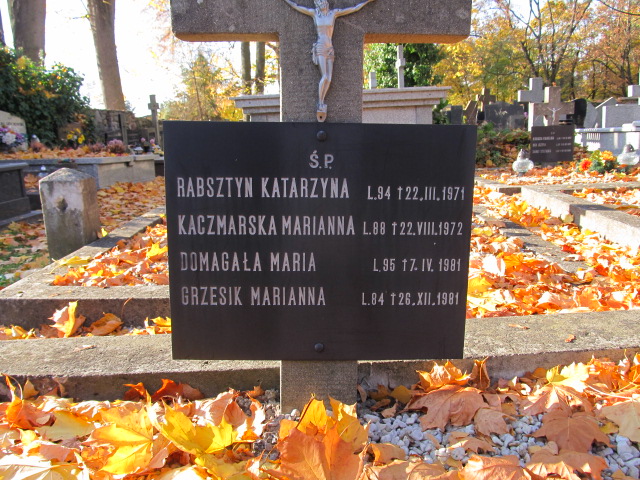 Ś.P.
RABSZTYN KATARZYNA L.94 †22.III.1971
KACZMARSKA MARIANNA L.88 †22.VIII.1972
DOMAGAŁA MARIA L.95 †7.IV.1981
GRZESIK MARIANNA L.84 †26.XII.1981